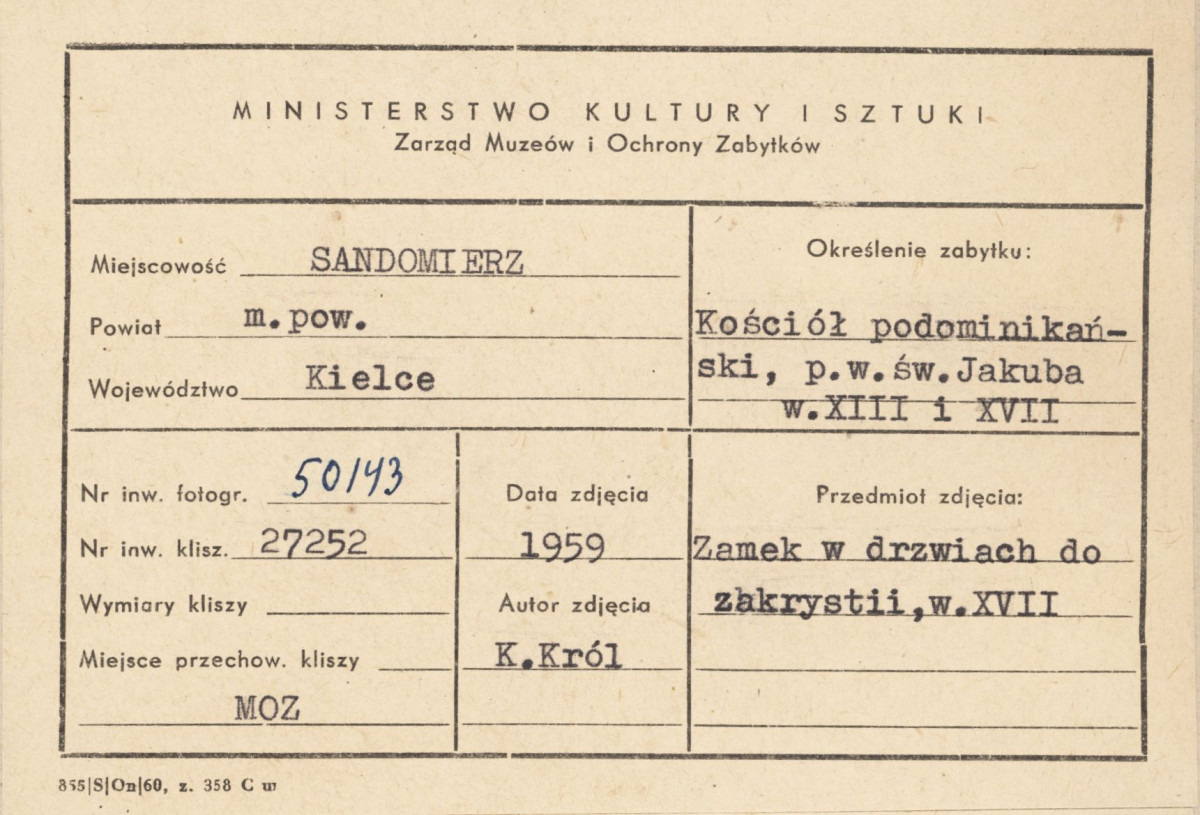 MINISTERSTWO KULTURY I SZTUKI
Zarząd Muzeów i Ochrony Zabytków
Miejscowość SANDOMIERZ
Powiat m.pow.
Województwo Kielce
Określenie zabytku:
Kościół podominikań-
ski, p.w.św.Jakuba
w.XIII i XVII
Nr inw. fotogr. 50143
Nr inw. klisz. 27252
Wymiary kliszy
Miejsce przechow. kliszy
MOZ
Data zdjęcia
1959
Autor zdjęcia
K.Król
Przedmiot zdjęcia:
Zamek w drzwiach do
zakrystii,w.XVII
855|S|On|60, z. 358 C w